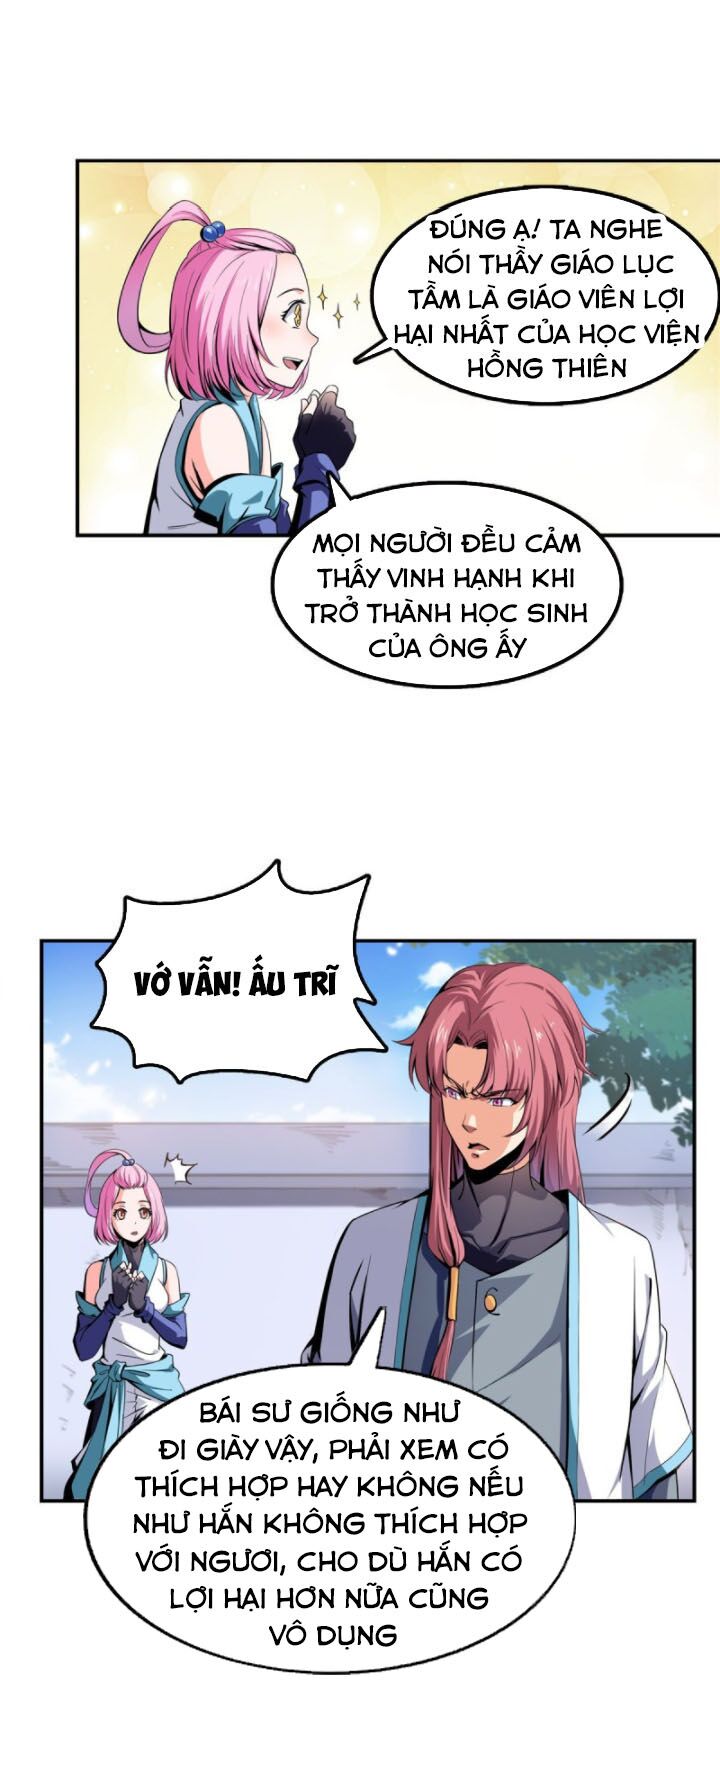 ĐÚNG Ạ! TA NGHE
NÓI THẦY GIÁO LỤC
TẦM LÀ GIÁO VIÊN LỢI
HẠI NHẤT CỦA HỌC VIỆN
HỒNG THIÊN
MỌI NGƯỜI ĐỀU CẢM
THẤY VINH HẠNH KHI
TRỞ THÀNH HỌC SINH
CỦA ÔNG ẤY
VỚ VẪN! ẤU TRĨ
BÁI SƯ GIỐNG NHƯ
ĐI GIÀY VẬY, PHẢI XEM CÓ
THÍCH HỢP HAY KHÔNG NẾU
NHƯ HẮN KHÔNG THÍCH HỢP
VỚI NGƯƠI, CHO DÙ HẮN CÓ
LỢI HẠI HƠN NỮA CŨNG
VÔ DỤNG